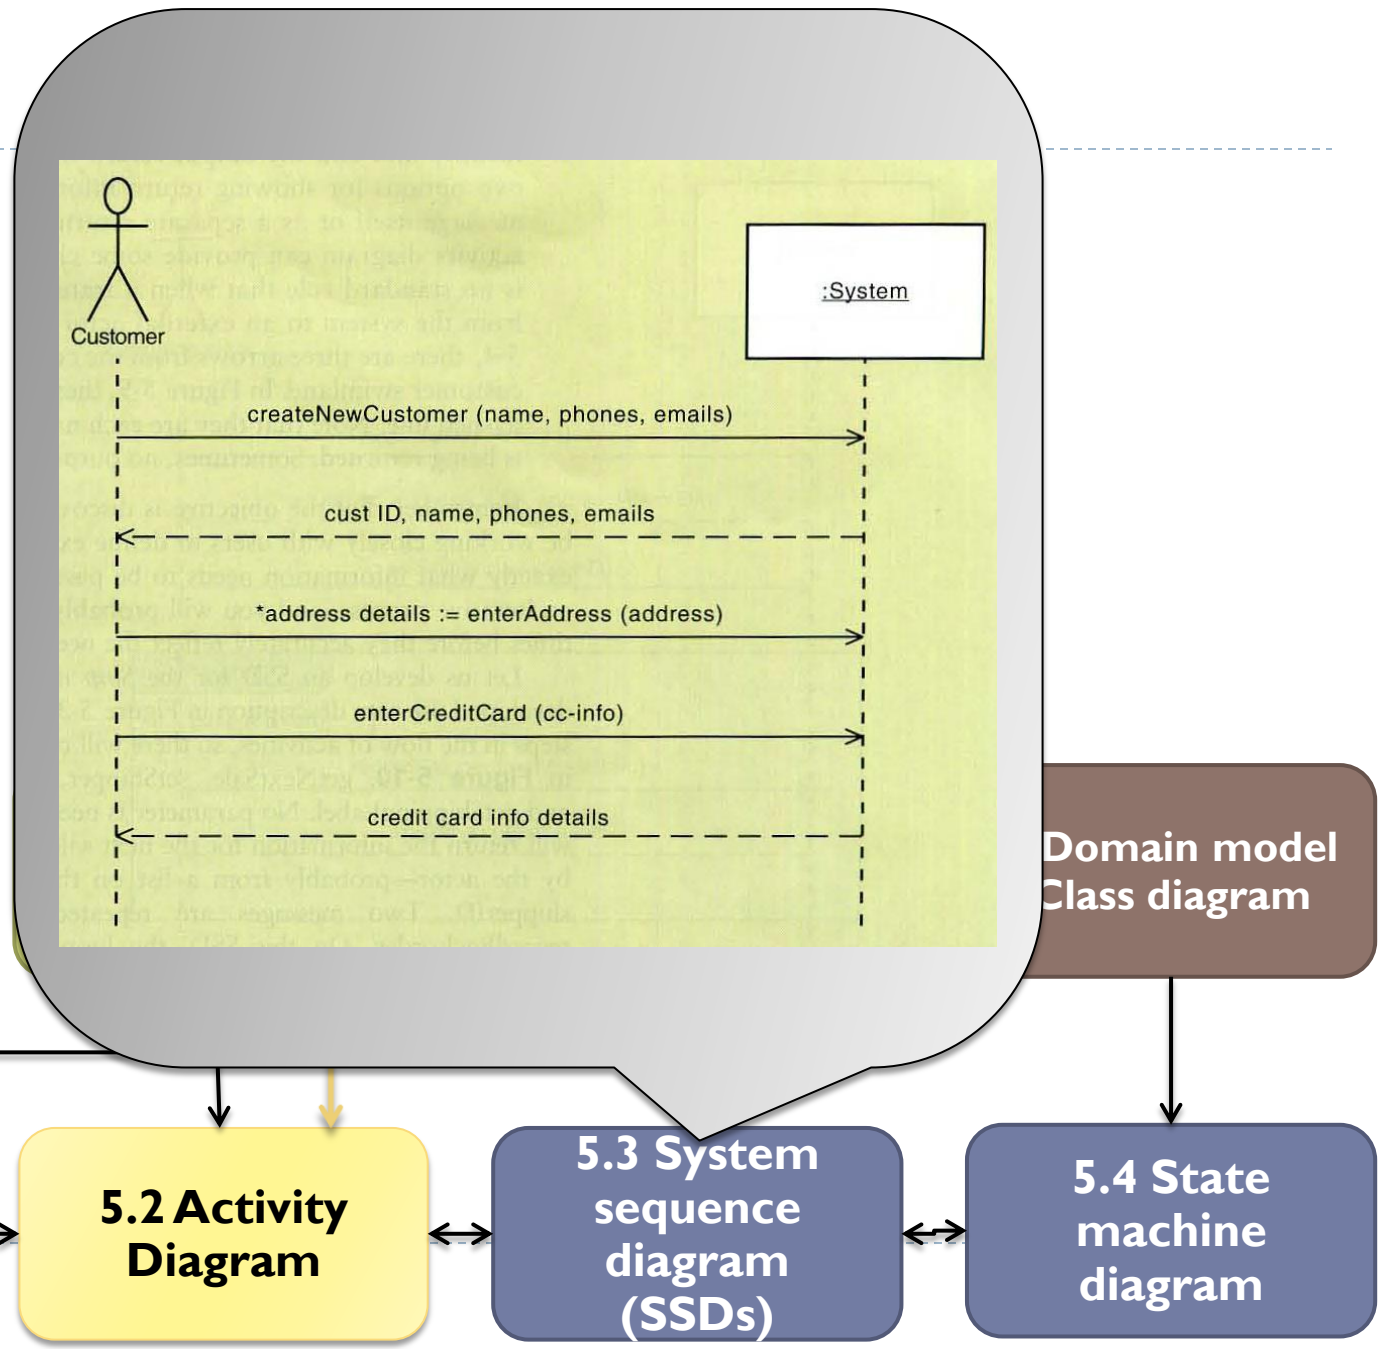 Customer
:System
createNewCustomer (name, phones, emails)
cust ID, name, phones, emails
*address details := enterAddress (address)
enterCreditCard (cc-info)
credit card info details
Domain model
Class diagram
5.2 Activity
Diagram
5.3 System
sequence
diagram
(SSDs)
5.4 State
machine
diagram